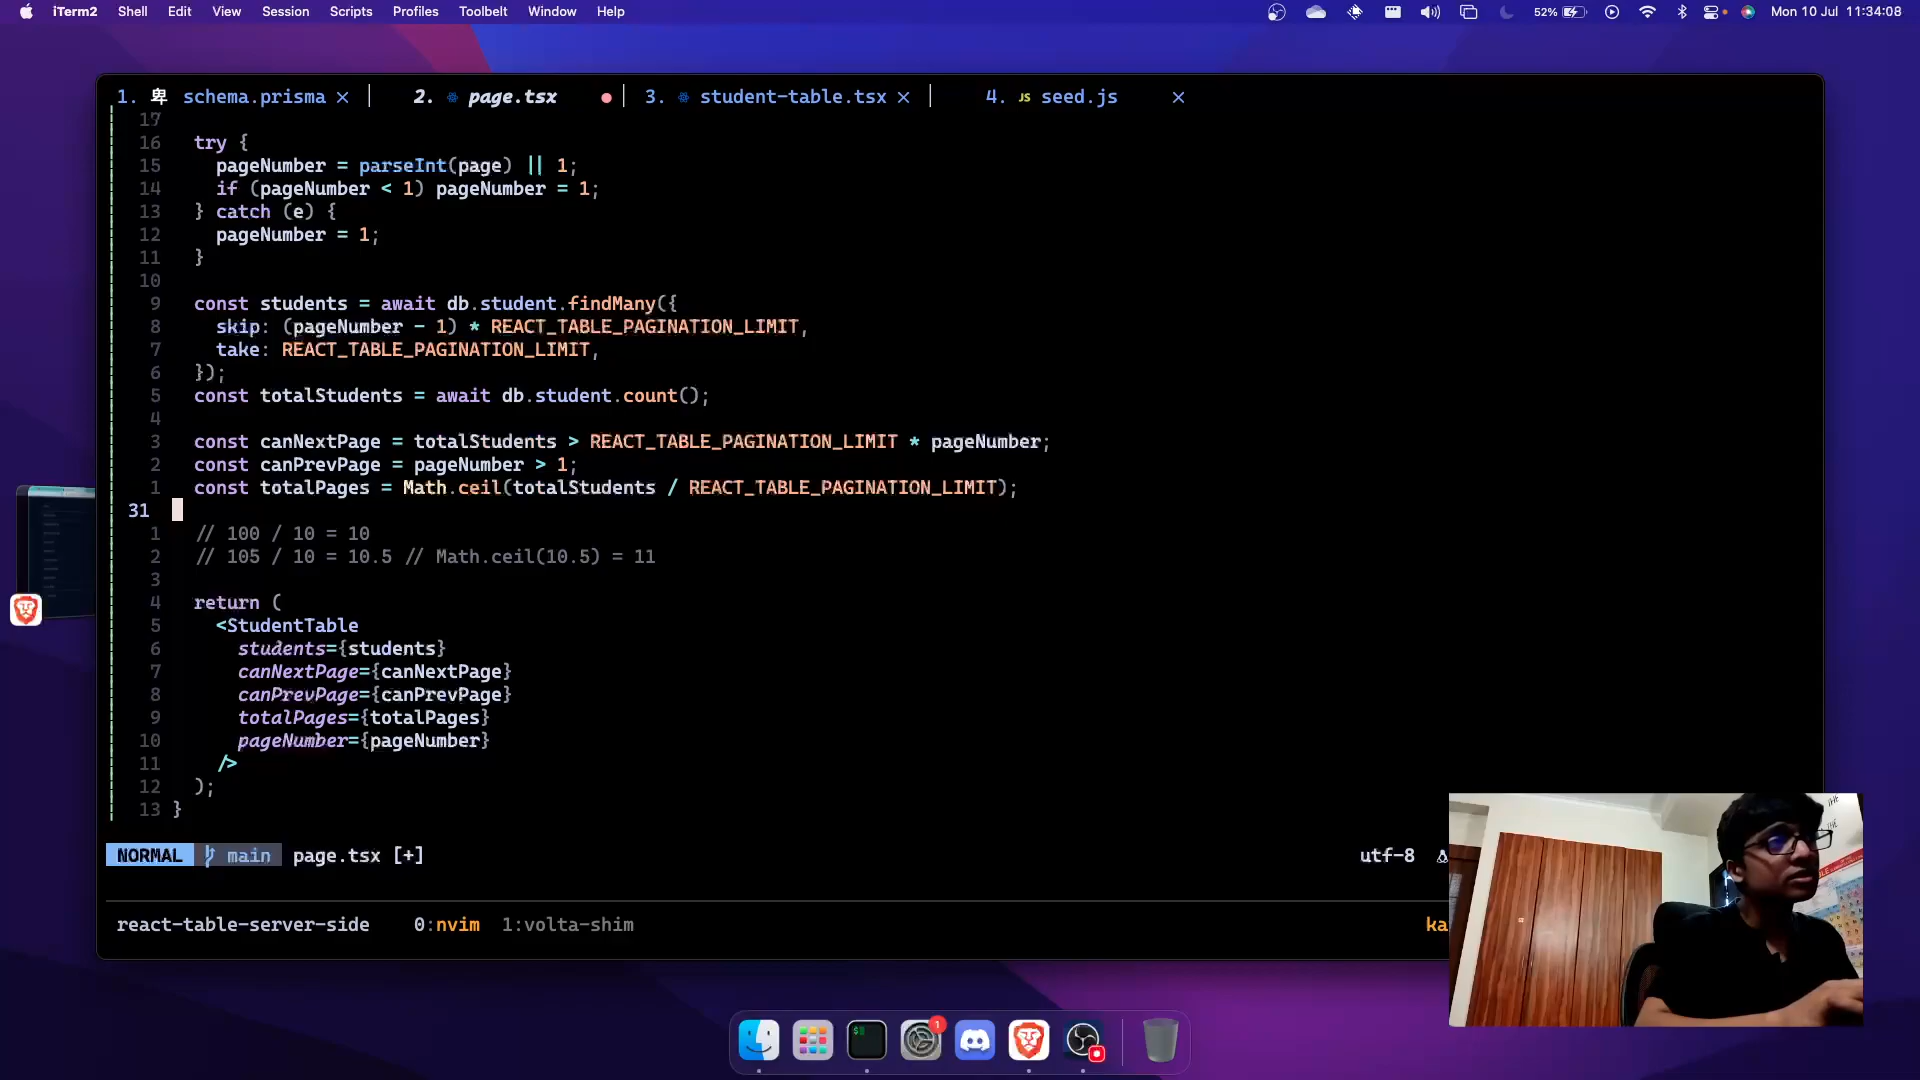 iTerm2 Shell Edit View Session Scripts Profiles Toolbelt Window Help 52% Mon 10 Jul 11:34:08
1. schema.prisma × 2. page.tsx ● 3. student-table.tsx × 4. JS seed.js ×
17
16 try {
15 pageNumber = parseInt(page) || 1;
14 if (pageNumber < 1) pageNumber = 1;
13 } catch (e) {
12 pageNumber = 1;
11 }
10
9 const students = await db.student.findMany({
8 skip: (pageNumber - 1) * REACT_TABLE_PAGINATION_LIMIT,
7 take: REACT_TABLE_PAGINATION_LIMIT,
6 });
5 const totalStudents = await db.student.count();
4
3 const canNextPage = totalStudents > REACT_TABLE_PAGINATION_LIMIT * pageNumber;
2 const canPrevPage = pageNumber > 1;
1 const totalPages = Math.ceil(totalStudents / REACT_TABLE_PAGINATION_LIMIT);
31
1 // 100 / 10 = 10
2 // 105 / 10 = 10.5 // Math.ceil(10.5) = 11
3
4 return (
5 <StudentTable
6 students={students}
7 canNextPage={canNextPage}
8 canPrevPage={canPrevPage}
9 totalPages={totalPages}
10 pageNumber={pageNumber}
11 />
12 );
13 }
NORMAL main page.tsx [+] utf-8
react-table-server-side 0:nvim 1:volta-shim ka
1